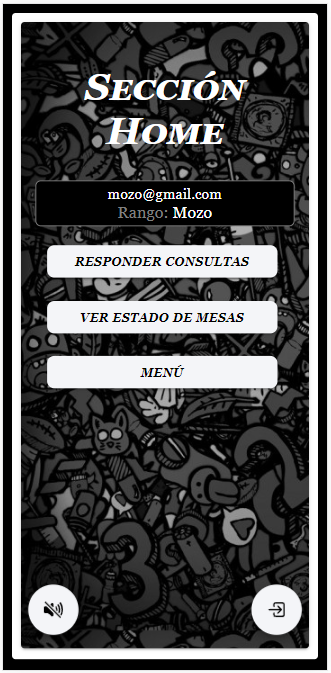 Sección
Home
mozo@gmail.com
Rango: Mozo
RESPONDER CONSULTAS
VER ESTADO DE MESAS
MENÚ